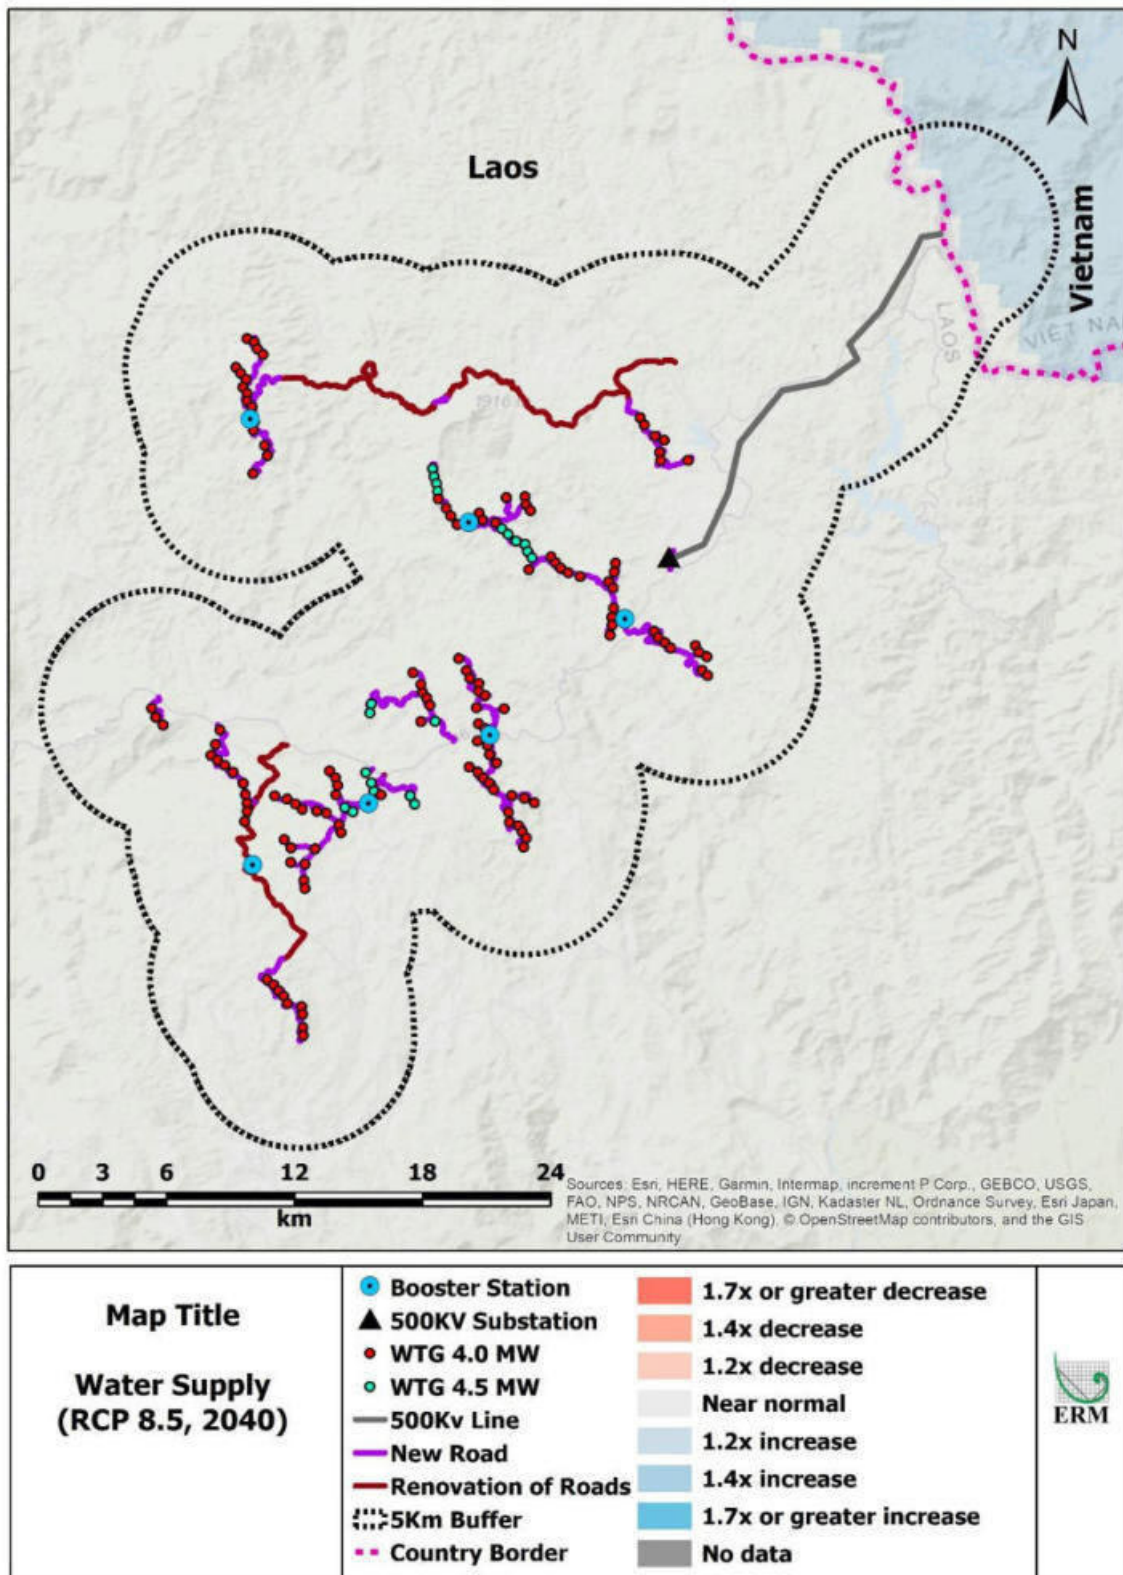 N
Laos
Vietnam
LAOS
VIET NA
1916
0 3 6 12 18 24
km
Sources: Esri, HERE, Garmin, Intermap, increment P Corp., GEBCO, USGS,
FAO, NPS, NRCAN, GeoBase, IGN, Kadaster NL, Ordnance Survey, Esri Japan,
METI, Esri China (Hong Kong), © OpenStreetMap contributors, and the GIS
User Community
Map Title
Water Supply
(RCP 8.5, 2040)
Booster Station
500KV Substation
WTG 4.0 MW
WTG 4.5 MW
500Kv Line
New Road
Renovation of Roads
5Km Buffer
Country Border
1.7x or greater decrease
1.4x decrease
1.2x decrease
Near normal
1.2x increase
1.4x increase
1.7x or greater increase
No data
ERM